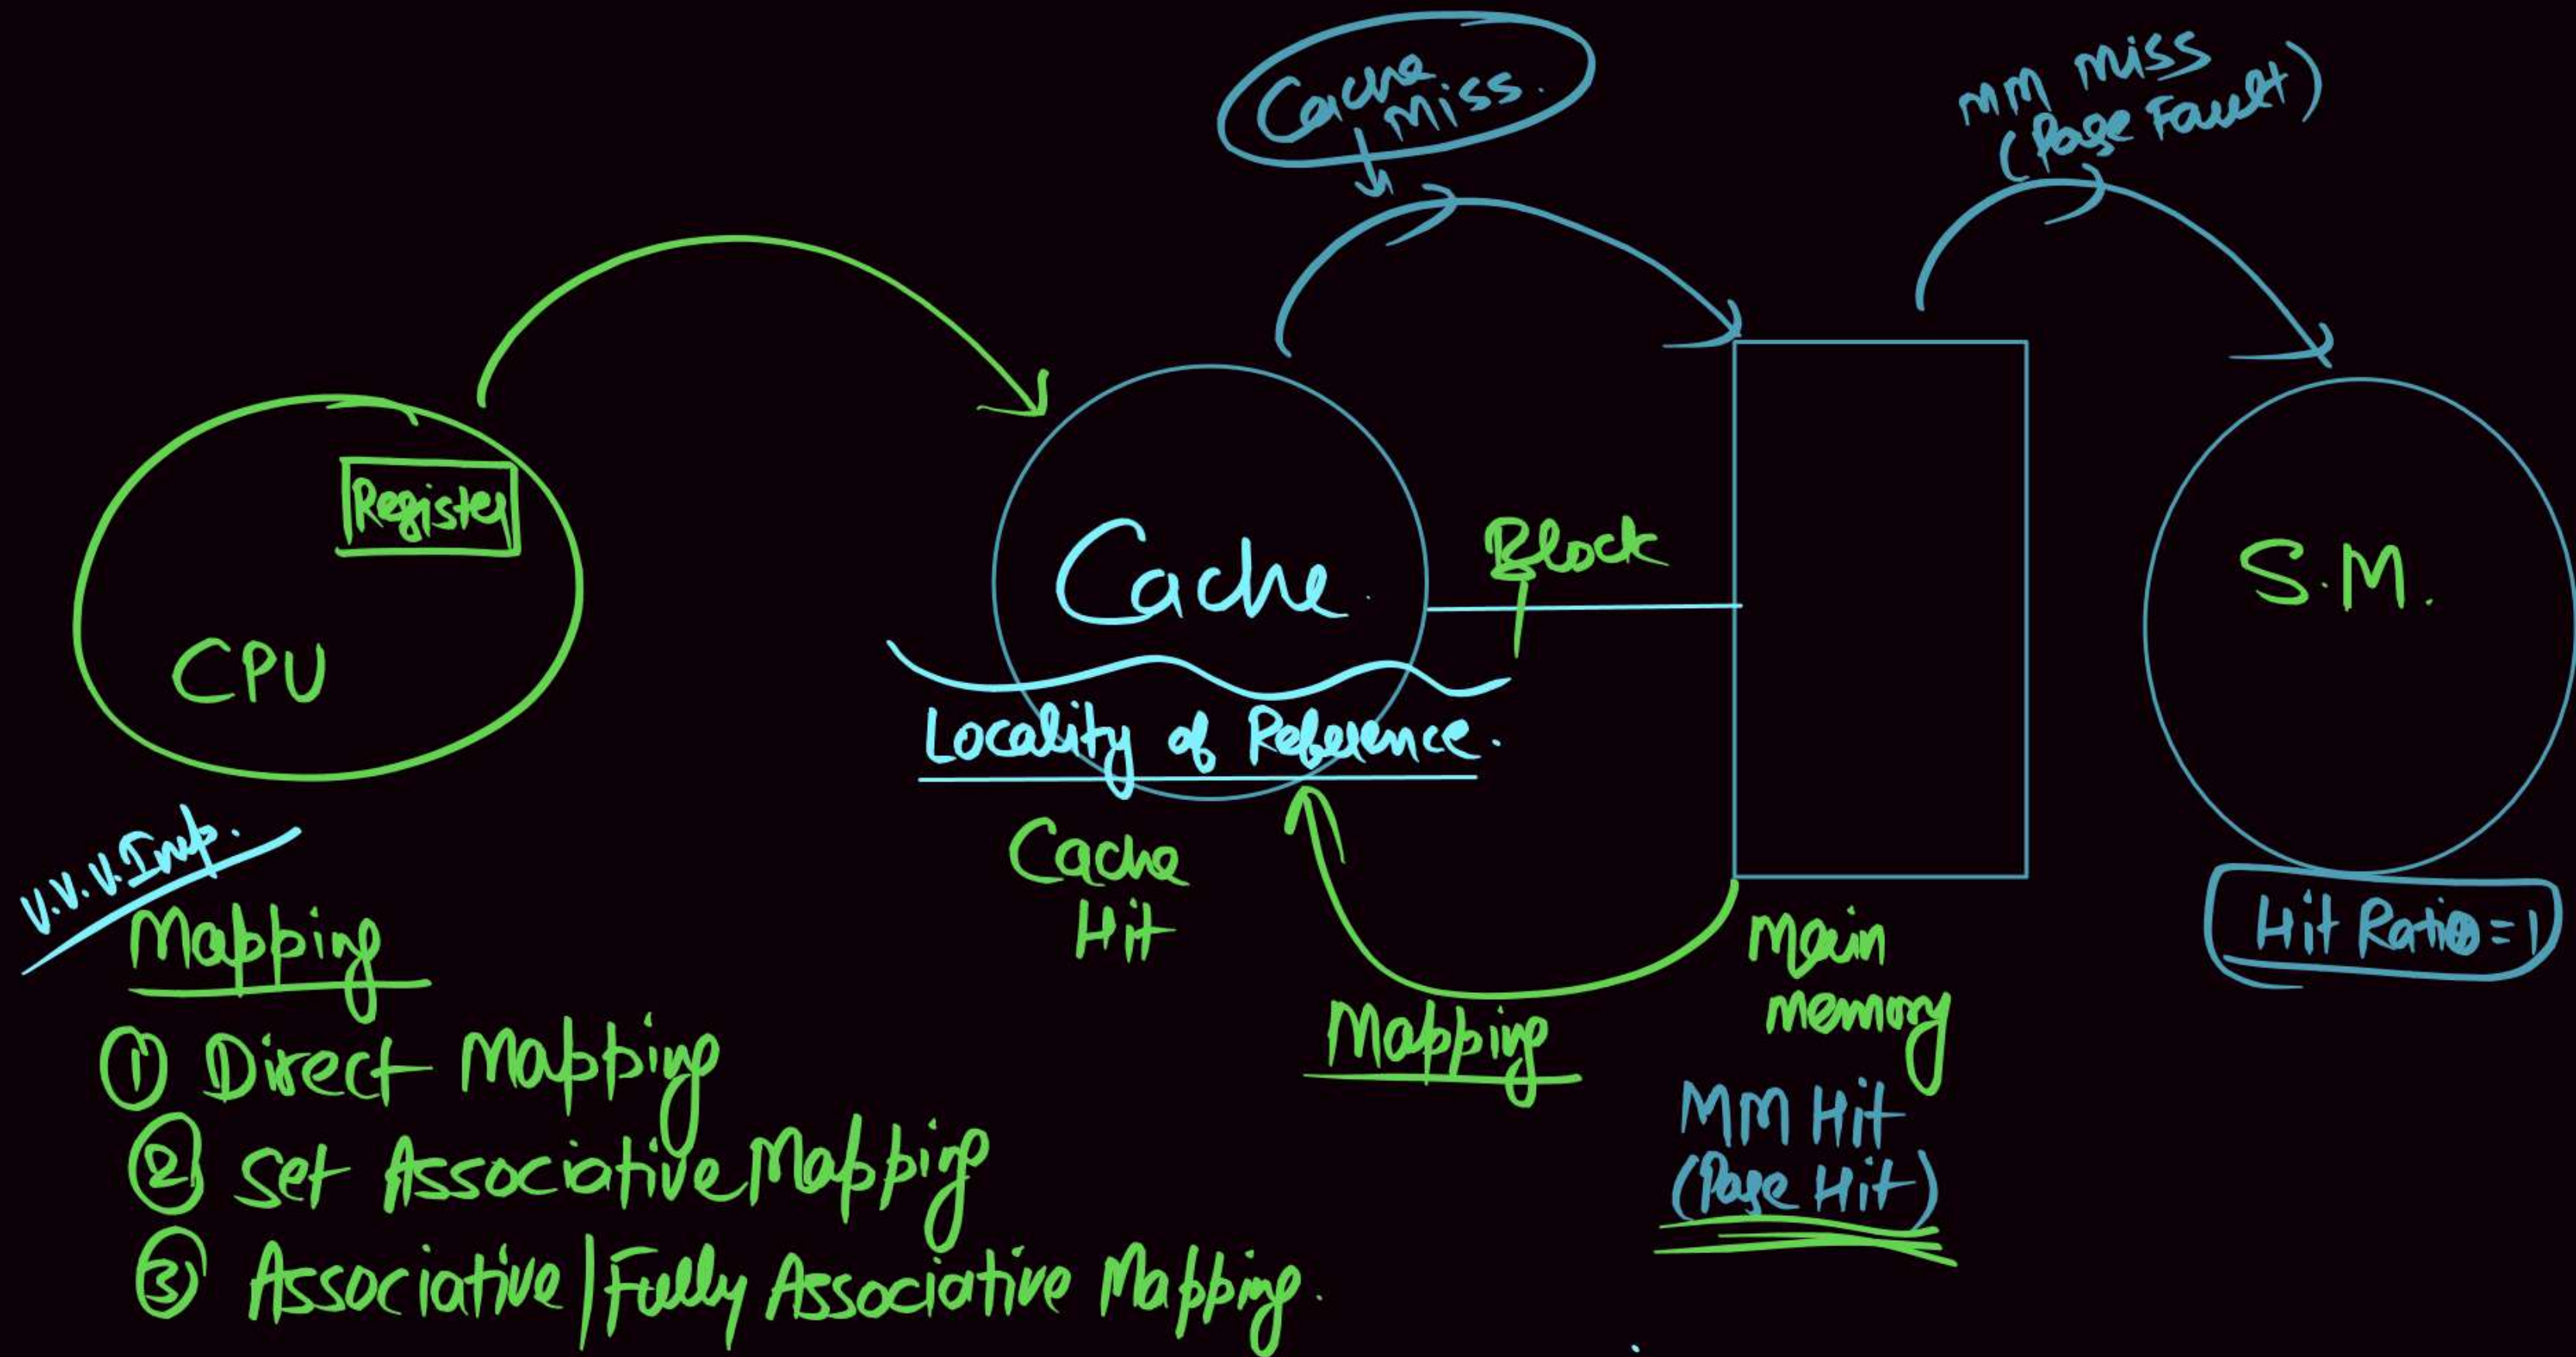 Cache
Miss.
MM Miss
(Page Fault)
Register
CPU
Cache.
Block
S.M.
Locality of Reference.
Cache
Hit
Main
memory
Hit Ratio = 1
V.V.V. Imp.
Mapping
Mapping
MM Hit
(Page Hit)
① Direct Mapping
② Set Associative Mapping
③ Associative | Fully Associative Mapping.